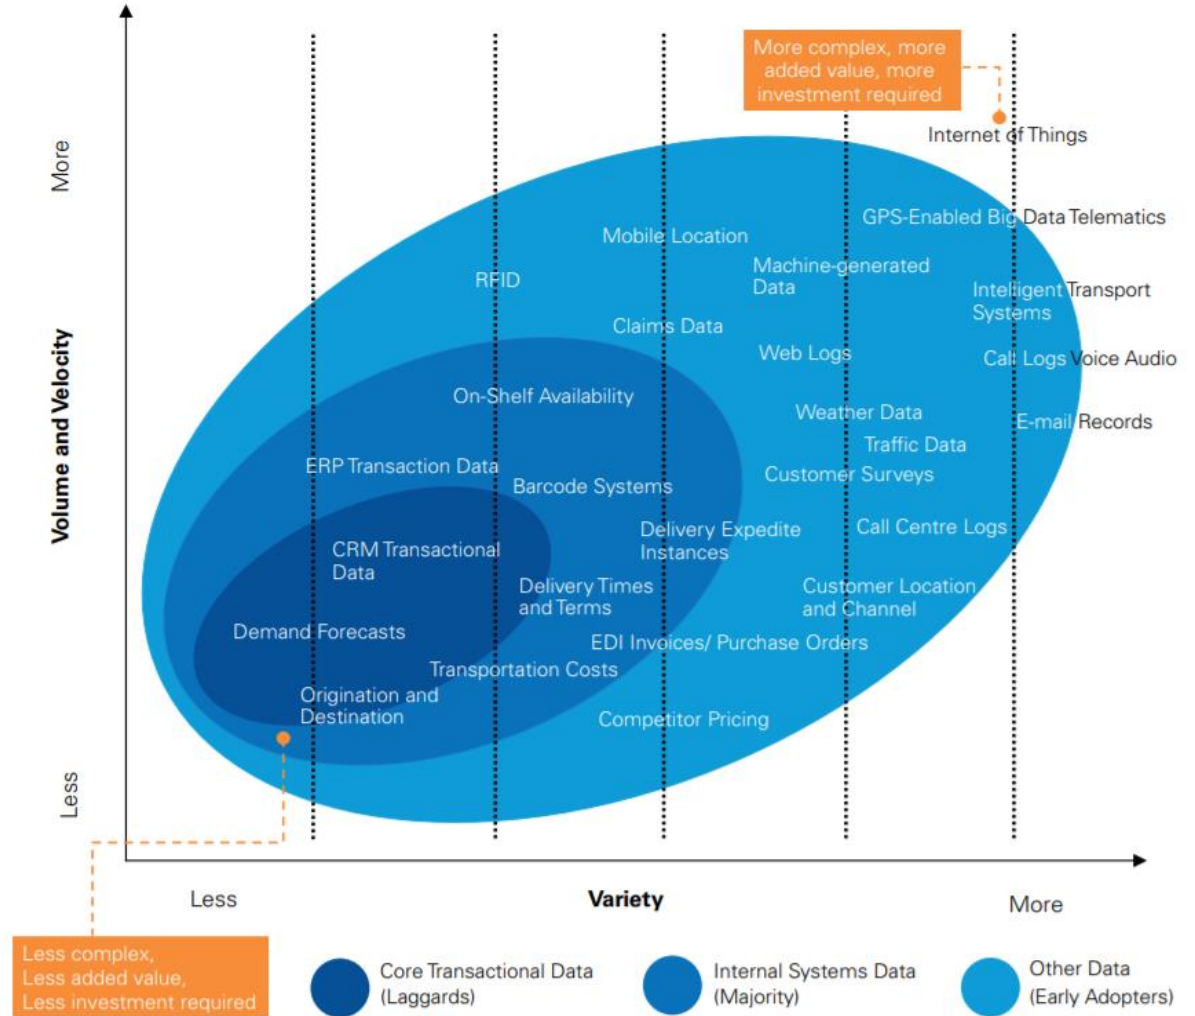 More complex, more
added value, more
investment required
Internet of Things
More
GPS-Enabled Big Data Telematics
Mobile Location
Machine-generated
Data
RFID
Intelligent Transport
Systems
Claims Data
Web Logs
Call Logs Voice Audio
On-Shelf Availability
Weather Data
E-mail Records
Traffic Data
Volume and Velocity
ERP Transaction Data
Customer Surveys
Barcode Systems
Delivery Expedite
Instances
Call Centre Logs
CRM Transactional
Data
Delivery Times
and Terms
Customer Location
and Channel
Demand Forecasts
EDI Invoices/ Purchase Orders
Transportation Costs
Origination and
Destination
Competitor Pricing
Less
Less
Variety
More
Less complex,
Less added value,
Less investment required
Core Transactional Data
(Laggards)
Internal Systems Data
(Majority)
Other Data
(Early Adopters)